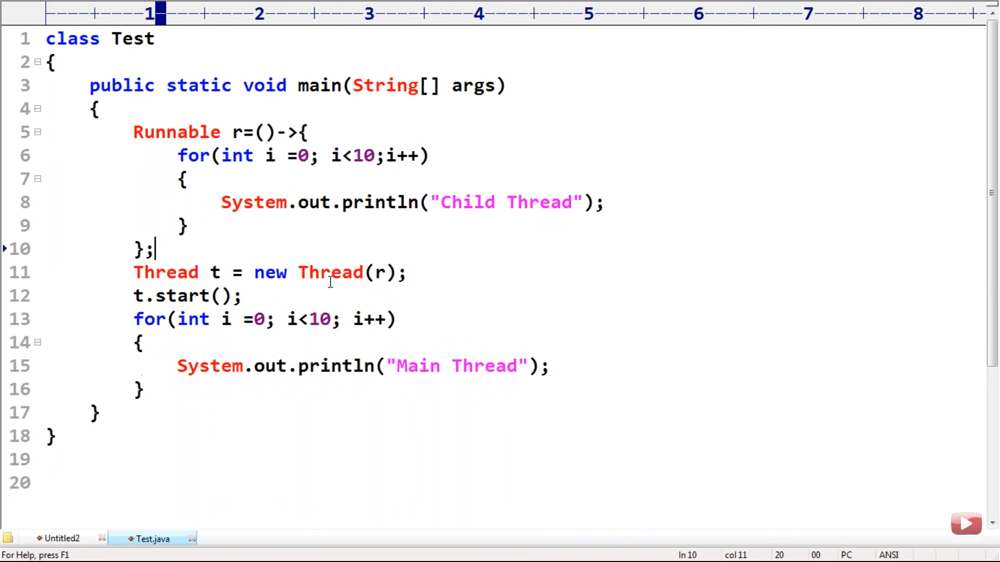 1 2 3 4 5 6 7 8
1 class Test
2 {
3 public static void main(String[] args)
4 {
5 Runnable r=()->{
6 for(int i =0; i<10;i++)
7 {
8 System.out.println("Child Thread");
9 }
10 };
11 Thread t = new Thread(r);
12 t.start();
13 for(int i =0; i<10; i++)
14 {
15 System.out.println("Main Thread");
16 }
17 }
18 }
19
20
Untitled2 Test.java
For Help, press F1 ln 10 col 11 20 00 PC ANSI